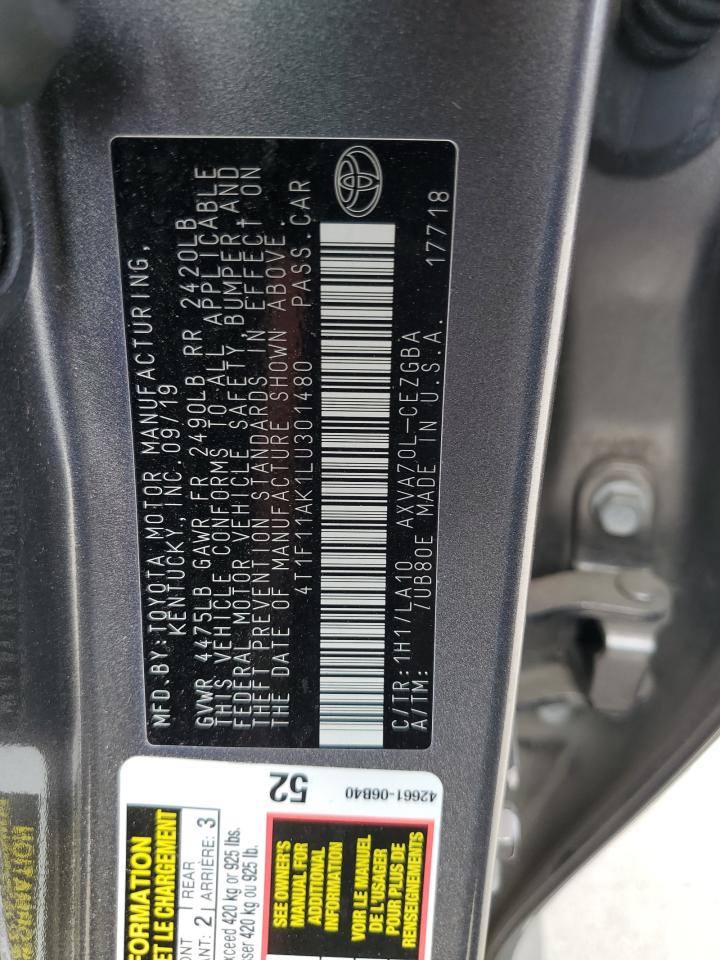 MFD.BY:TOYOTA MOTOR MANUFACTURING,
KENTUCKY, INC. 09/19
GVWR 4475LB GAWR FR 2490LB RR 2420LB
THIS VEHICLE CONFORMS TO ALL APPLICABLE
FEDERAL MOTOR VEHICLE SAFETY, BUMPER AND
THEFT PREVENTION STANDARDS IN EFFECT ON
THE DATE OF MANUFACTURE SHOWN ABOVE.
4T1F11AK1LU301480 PASS.CAR
C/TR:1H1/LA10 AXVA70L-CEZGBA
A/TM: /UB80E MADE IN U.S.A. 17718
52
42661-06B40
ET LE CHARGEMENT
2 REAR
ARRIÈRE: 3
420 kg or 925 lbs.
420 kg ou 925 lb.
SEE OWNER'S
MANUAL FOR
ADDITIONAL
INFORMATION
VOIR LE MANUEL
DE L'USAGER
POUR PLUS DE
RENSEIGNEMENTS